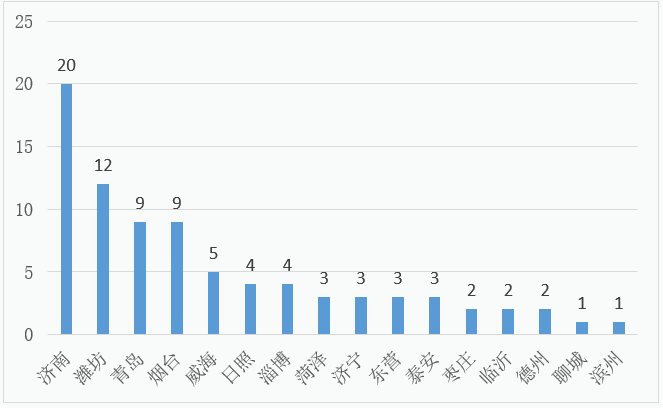 25
20
20
15
12
10
9
9
5
5
4
4
3
3
3
3
2
2
2
1
1
0
济南
潍坊
青岛
烟台
威海
日照
淄博
菏泽
济宁
东营
泰安
枣庄
临沂
德州
聊城
滨州